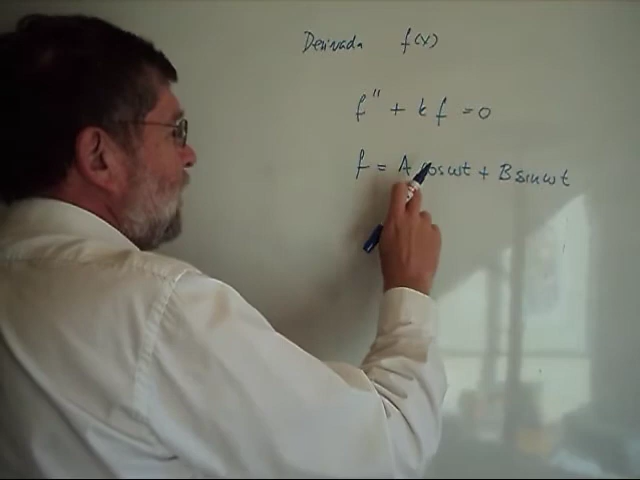 Derivada f(x)
f" + k f = 0
f = A cos ωt + B sin ωt